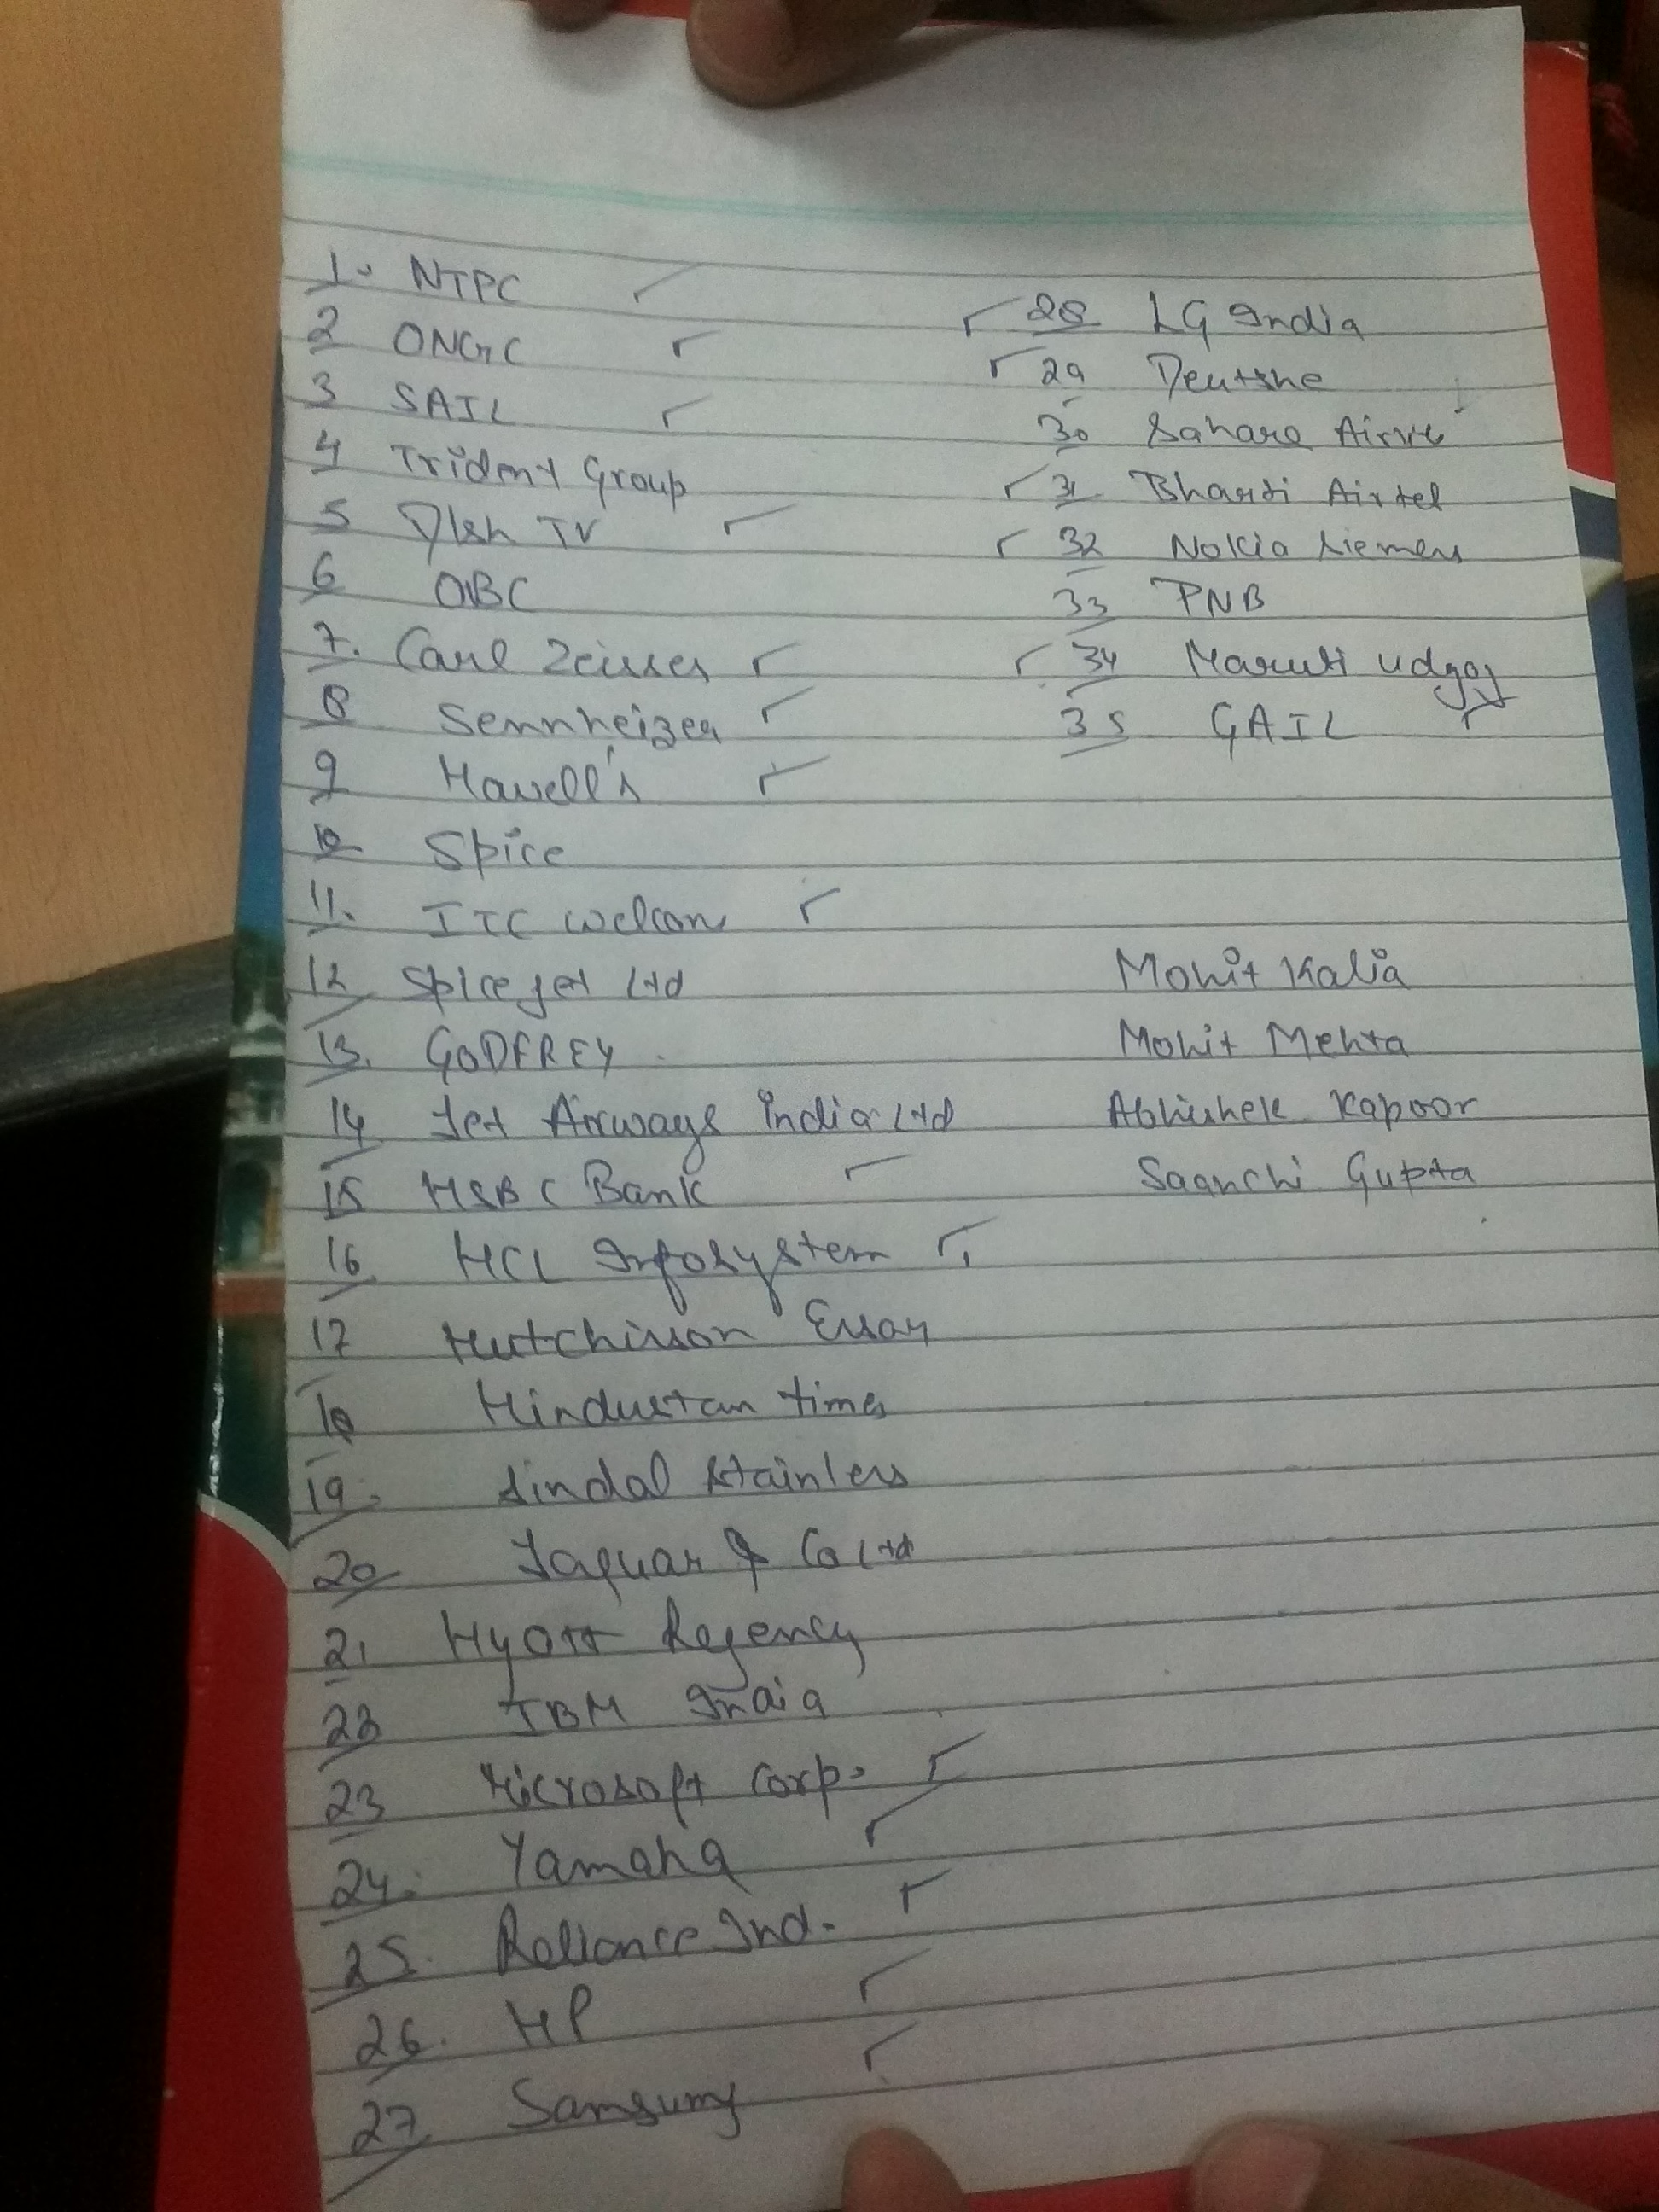 1. NTPC ✓
2 ONGC ✓
3 SAIL ✓
4 Trident Group
5 Dish TV ✓
6 OBC
7. Carl Zeisses ✓
8 Sennheizer ✓
9 Havell's ✓
10 Spice
11. ITC Welcom ✓
12 SpiceJet Ltd
13. GODFREY
14 Jet Airways India Ltd
15 HSBC Bank ✓
16 HCL Infosystem ✓
17 Hutchisson Essar
18 Hindustan times
19. Jindal Stainless
20 Jaquar & Co Ltd
21 Hyatt Regency
22 IBM India
23 Microsoft Corp. ✓
24. Yamaha ✓
25. Reliance Ind. ✓
26. HP ✓
27 Samsung ✓
✓ 28 LG India
✓ 29 Deutshe
30 Sahara
✓ 31 Bharti Airtel
✓ 32 Nokia Siemens
33 PNB
✓ 34 Maruti udyog
35 GAIL ✓
Mohit Kalia
Mohit Mehta
Abhishek Kapoor
Saanchi Gupta